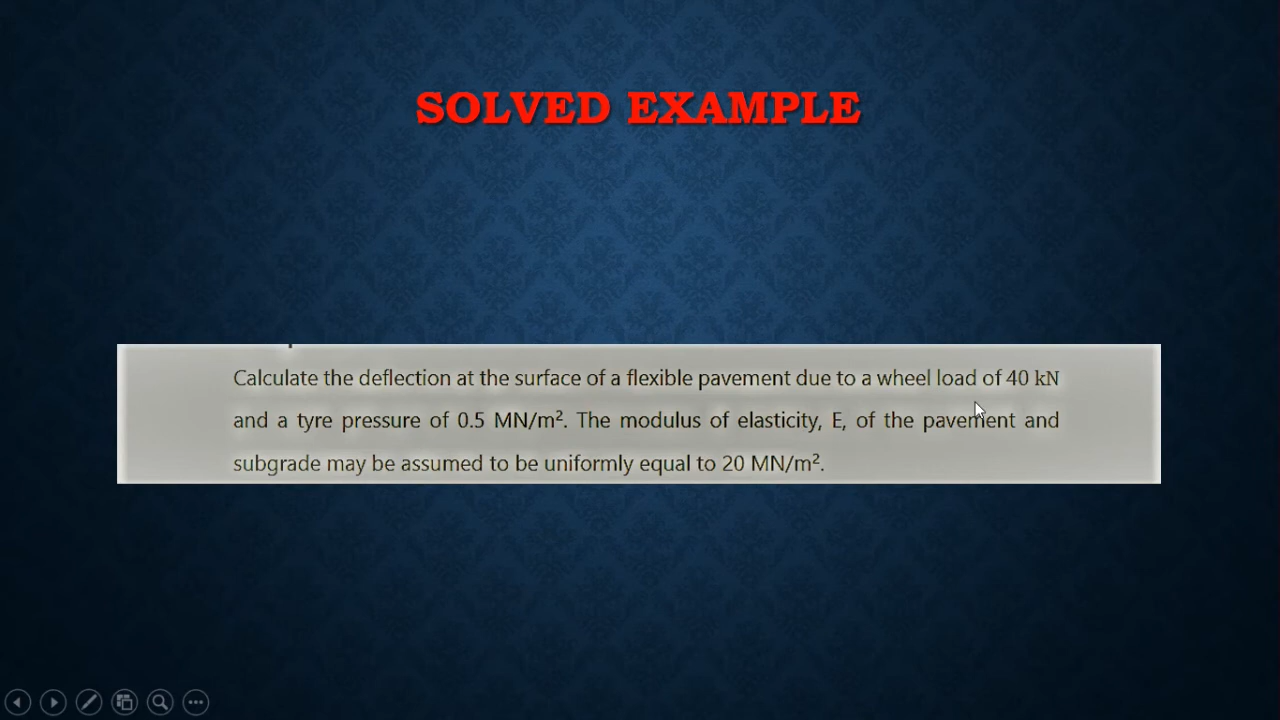 SOLVED EXAMPLE
Calculate the deflection at the surface of a flexible pavement due to a wheel load of 40 kN
and a tyre pressure of 0.5 MN/m². The modulus of elasticity, E, of the pavement and
subgrade may be assumed to be uniformly equal to 20 MN/m².